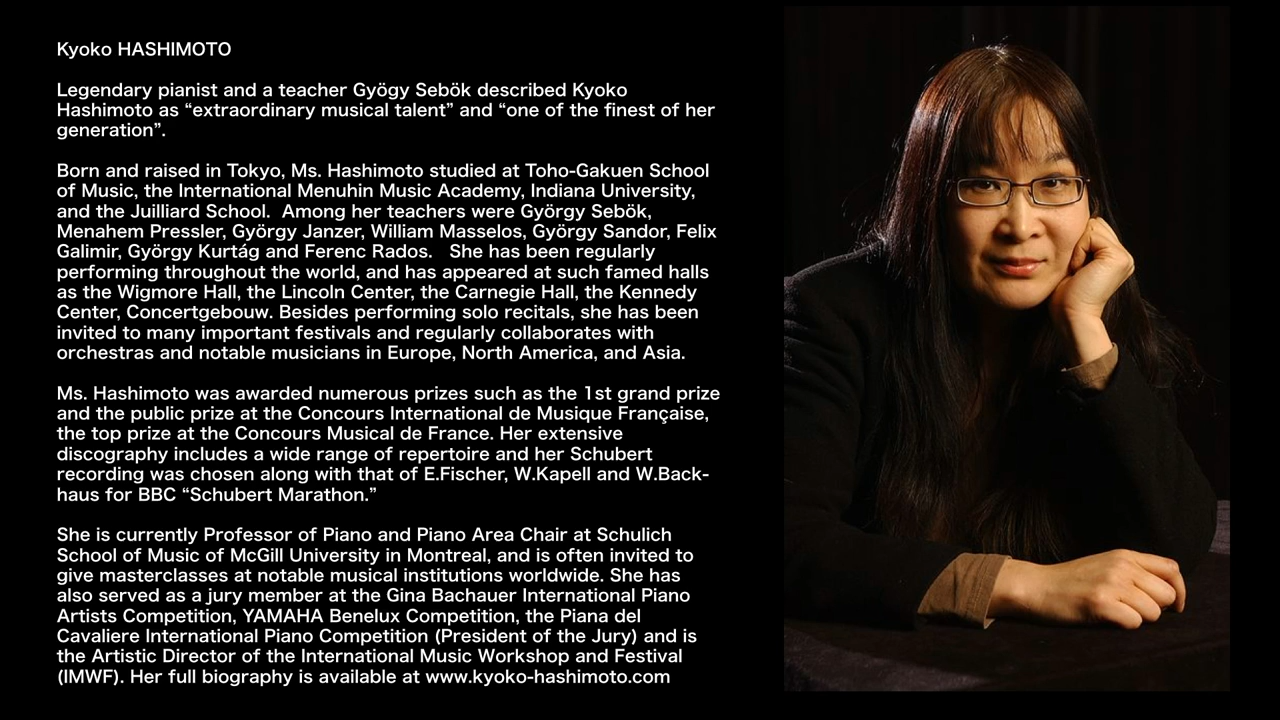 Kyoko HASHIMOTO
Legendary pianist and a teacher Gyögy Sebök described Kyoko
Hashimoto as “extraordinary musical talent” and “one of the finest of her
generation”.
Born and raised in Tokyo, Ms. Hashimoto studied at Toho-Gakuen School
of Music, the International Menuhin Music Academy, Indiana University,
and the Juilliard School.  Among her teachers were György Sebök,
Menahem Pressler, György Janzer, William Masselos, György Sandor, Felix
Galimir, György Kurtág and Ferenc Rados.   She has been regularly
performing throughout the world, and has appeared at such famed halls
as the Wigmore Hall, the Lincoln Center, the Carnegie Hall, the Kennedy
Center, Concertgebouw. Besides performing solo recitals, she has been
invited to many important festivals and regularly collaborates with
orchestras and notable musicians in Europe, North America, and Asia.
Ms. Hashimoto was awarded numerous prizes such as the 1st grand prize
and the public prize at the Concours International de Musique Française,
the top prize at the Concours Musical de France. Her extensive
discography includes a wide range of repertoire and her Schubert
recording was chosen along with that of E.Fischer, W.Kapell and W.Back-
haus for BBC “Schubert Marathon.”
She is currently Professor of Piano and Piano Area Chair at Schulich
School of Music of McGill University in Montreal, and is often invited to
give masterclasses at notable musical institutions worldwide. She has
also served as a jury member at the Gina Bachauer International Piano
Artists Competition, YAMAHA Benelux Competition, the Piana del
Cavaliere International Piano Competition (President of the Jury) and is
the Artistic Director of the International Music Workshop and Festival
(IMWF). Her full biography is available at www.kyoko-hashimoto.com